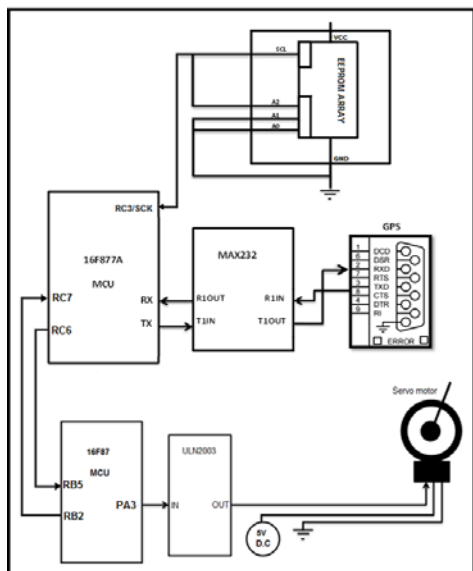 VCC
SCL
EEPROM ARRAY
A2
A1
A0
GND
RC3/SCK
GPS
16F877A
MCU
MAX232
1
6
2
7
3
8
4
9
DCD
DSR
RXD
RTS
TXD
CTS
DTR
RI
ERROR
RC7
RC6
RX
TX
R1OUT
T1IN
R1IN
T1OUT
Servo motor
16F87
MCU
ULN2003
RB5
RB2
PA3
IN
OUT
5V
D.C